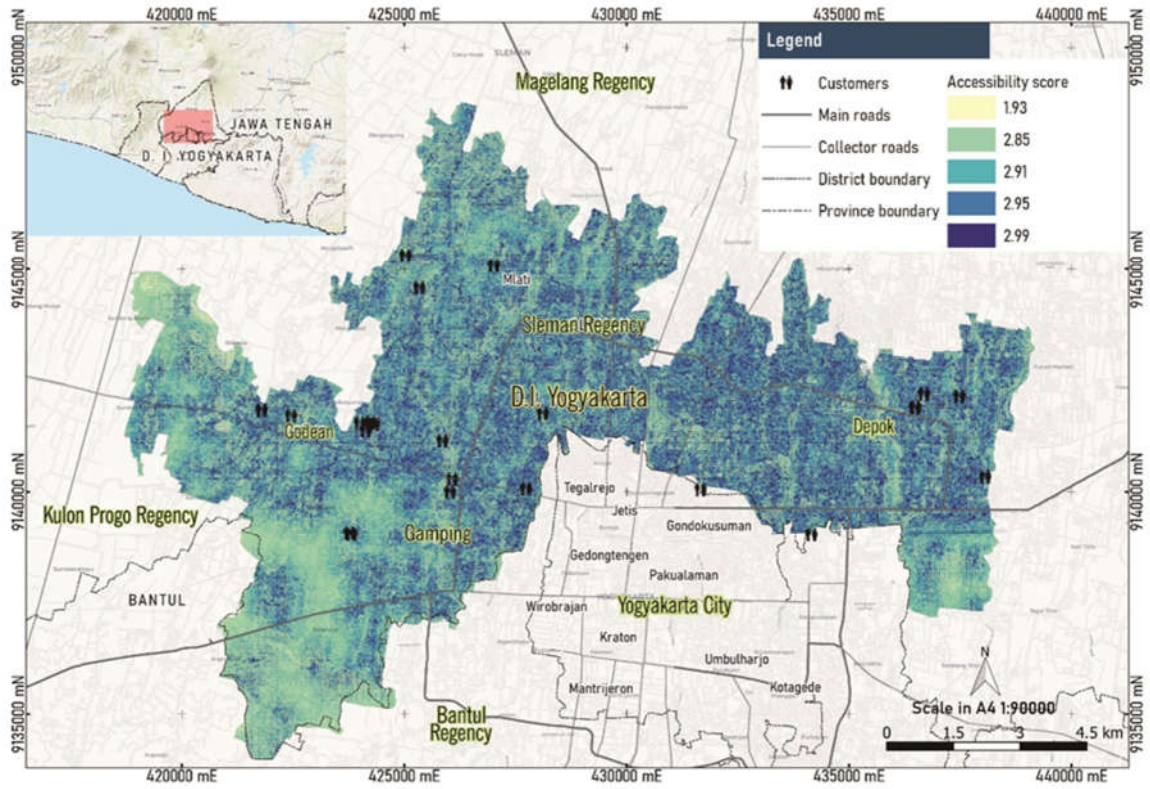 420000 mE
425000 mE
430000 mE
435000 mE
440000 mE
9150000 mN
9150000 mN
Legend
Customers
Main roads
Collector roads
District boundary
Province boundary
Accessibility score
1.93
2.85
2.91
2.95
2.99
JAWA TENGAH
D. I. YOGYAKARTA
SLEMAN
Magelang Regency
9145000 mN
9145000 mN
Mlati
Sleman Regency
D.I. Yogyakarta
Godean
Depok
9140000 mN
9140000 mN
Tegalrejo
Jetis
Kulon Progo Regency
Gondokusuman
Gamping
Gedongtengen
Pakualaman
BANTUL
Wirobrajan
Yogyakarta City
Kraton
Umbulharjo
Mantrijeron
Kotagede
N
Bantul
Regency
Scale in A4 1:90000
0
1.5
3
4.5 km
9135000 mN
9135000 mN
420000 mE
425000 mE
430000 mE
435000 mE
440000 mE